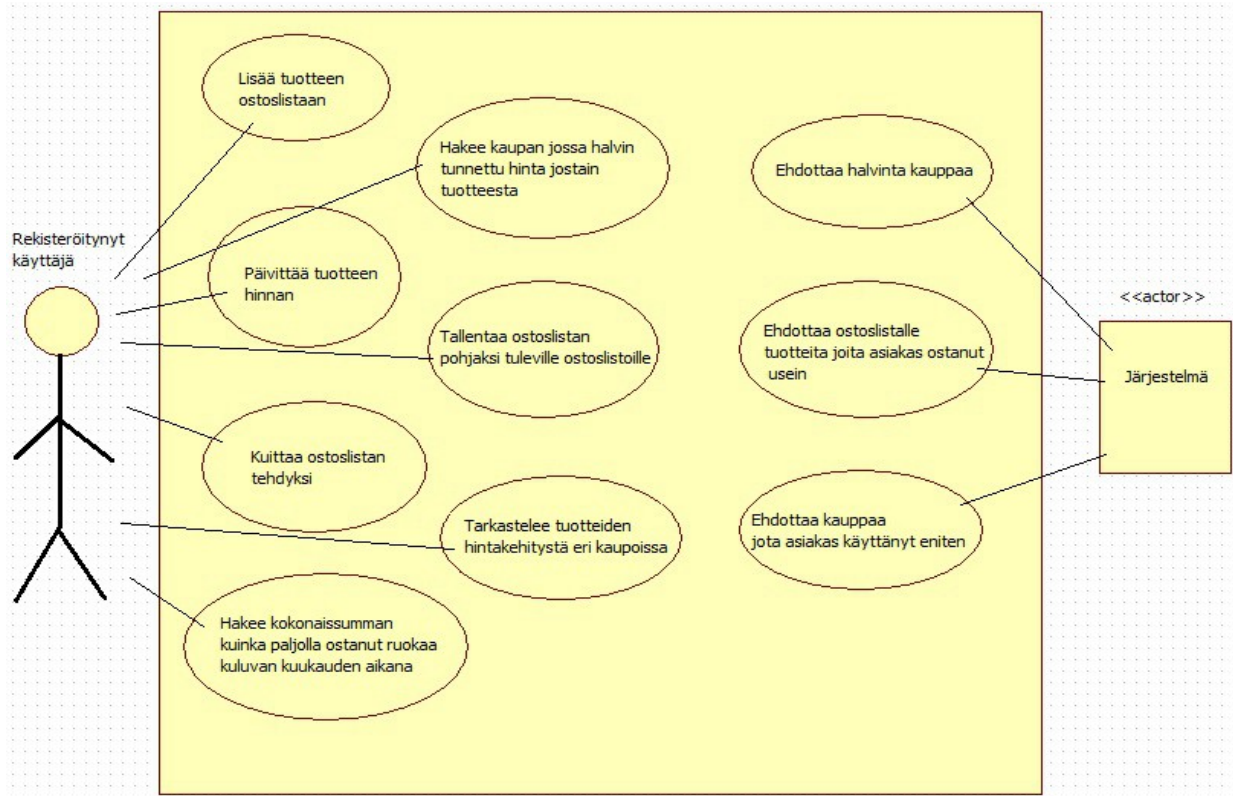 Lisää tuotteen
ostoslistaan
Hakee kaupan jossa halvin
tunnettu hinta jostain
tuotteesta
Ehdottaa halvinta kauppaa
Rekisteröitynyt
käyttäjä
Päivittää tuotteen
hinnan
<<actor>>
Järjestelmä
Tallentaa ostoslistan
pohjaksi tuleville ostoslistoille
Ehdottaa ostoslistalle
tuotteita joita asiakas ostanut
usein
Kuittaa ostoslistan
tehdyksi
Tarkastelee tuotteiden
hintakehitystä eri kaupoissa
Ehdottaa kauppaa
jota asiakas käyttänyt eniten
Hakee kokonaissumman
kuinka paljolla ostanut ruokaa
kuluvan kuukauden aikana